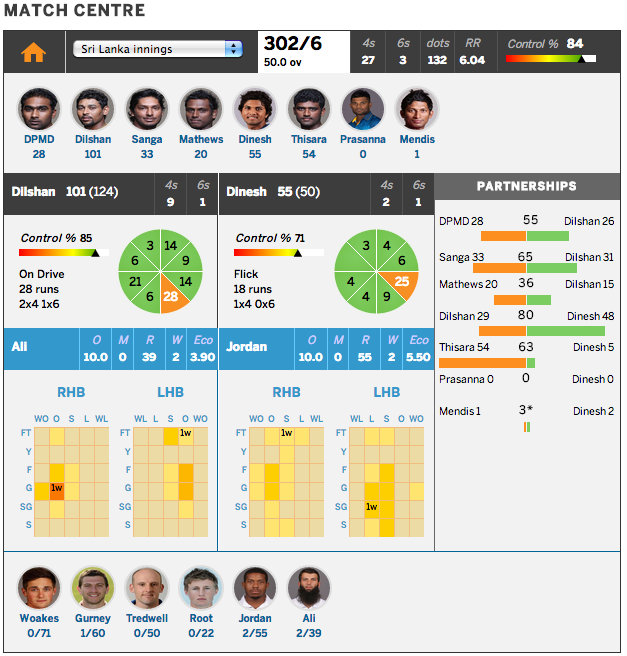 MATCH CENTRE
Sri Lanka innings
302/6
50.0 ov
4s 6s dots RR
27 3 132 6.04
Control % 84
DPMD Dilshan Sanga Mathews Dinesh Thisara Prasanna Mendis
28 101 33 20 55 54 0 1
Dilshan 101 (124)
4s 6s
9 1
Control % 85
On Drive
28 runs
2x4 1x6
3 14
6 9
21 14
6 28
Dinesh 55 (50)
4s 6s
2 1
Control % 71
Flick
18 runs
1x4 0x6
3 4
6
4 25
4 9
PARTNERSHIPS
DPMD 28 55 Dilshan 26
Sanga 33 65 Dilshan 31
Mathews 20 36 Dilshan 15
Dilshan 29 80 Dinesh 48
Thisara 54 63 Dinesh 5
Prasanna 0 0 Dinesh 0
Mendis 1 3* Dinesh 2
Ali
O M R W Eco
10.0 0 39 2 3.90
RHB LHB
WO O S L WL WL L S O WO
FT 1w
Y
F
G 1w
SG
S
FT
Y
F
G
SG
S
Jordan
O M R W Eco
10.0 0 55 2 5.50
RHB LHB
WO O S L WL WL L S O WO
FT 1w
Y
F
G
SG
S
FT
Y
F
G
SG 1w
S
Woakes Gurney Tredwell Root Jordan Ali
0/71 1/60 0/50 0/22 2/55 2/39